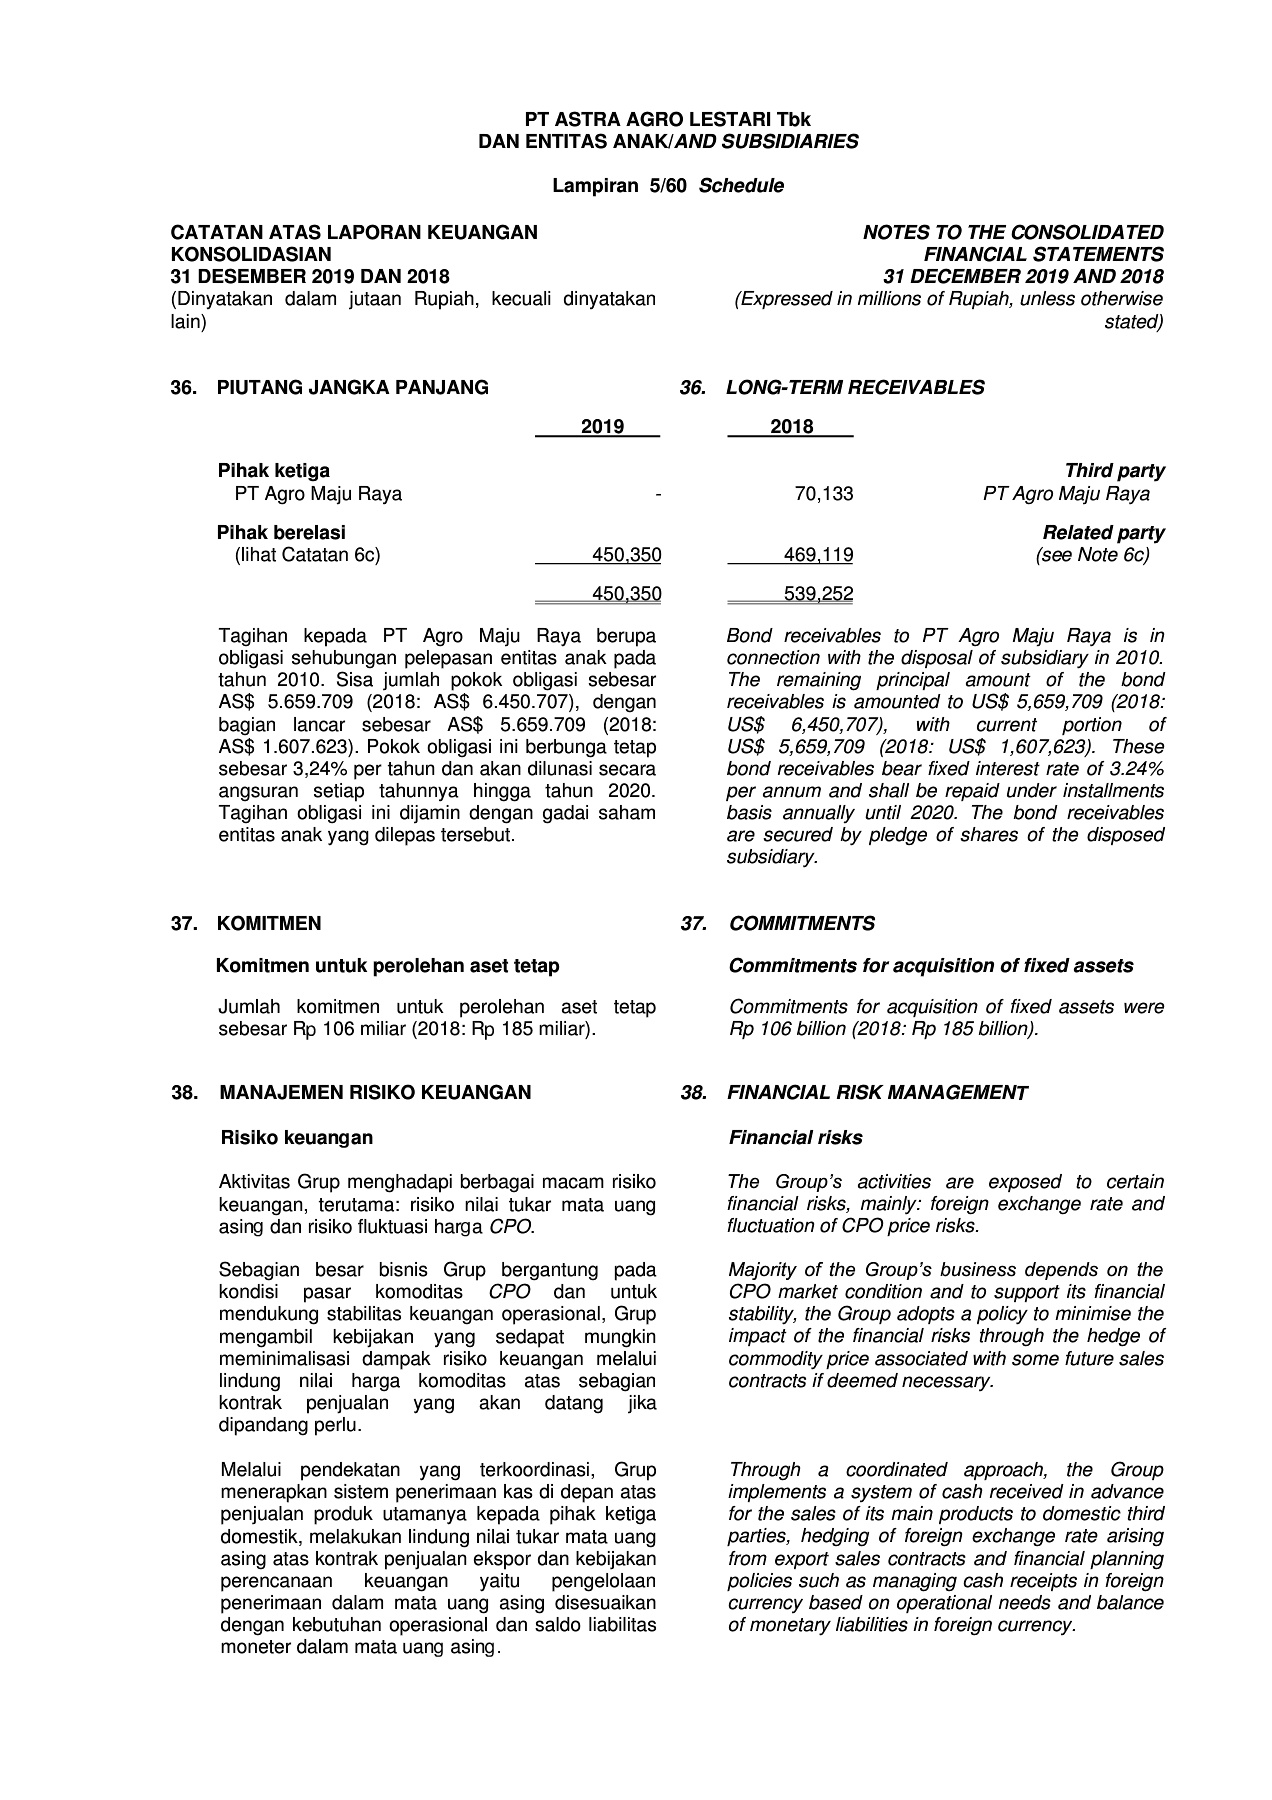 PT ASTRA AGRO LESTARI Tbk
DAN ENTITAS ANAK/AND SUBSIDIARIES
Lampiran 5/60 Schedule
CATATAN ATAS LAPORAN KEUANGAN
KONSOLIDASIAN
31 DESEMBER 2019 DAN 2018
(Dinyatakan dalam jutaan Rupiah, kecuali dinyatakan
lain)
NOTES TO THE CONSOLIDATED
FINANCIAL STATEMENTS
31 DECEMBER 2019 AND 2018
(Expressed in millions of Rupiah, unless otherwise
stated)
36. PIUTANG JANGKA PANJANG
36. LONG-TERM RECEIVABLES
2019 2018
Pihak ketiga Third party
PT Agro Maju Raya - 70,133 PT Agro Maju Raya
Pihak berelasi Related party
(lihat Catatan 6c) 450,350 469,119 (see Note 6c)
450,350 539,252
Tagihan kepada PT Agro Maju Raya berupa
obligasi sehubungan pelepasan entitas anak pada
tahun 2010. Sisa jumlah pokok obligasi sebesar
AS$ 5.659.709 (2018: AS$ 6.450.707), dengan
bagian lancar sebesar AS$ 5.659.709 (2018:
AS$ 1.607.623). Pokok obligasi ini berbunga tetap
sebesar 3,24% per tahun dan akan dilunasi secara
angsuran setiap tahunnya hingga tahun 2020.
Tagihan obligasi ini dijamin dengan gadai saham
entitas anak yang dilepas tersebut.
Bond receivables to PT Agro Maju Raya is in
connection with the disposal of subsidiary in 2010.
The remaining principal amount of the bond
receivables is amounted to US$ 5,659,709 (2018:
US$ 6,450,707), with current portion of
US$ 5,659,709 (2018: US$ 1,607,623). These
bond receivables bear fixed interest rate of 3.24%
per annum and shall be repaid under installments
basis annually until 2020. The bond receivables
are secured by pledge of shares of the disposed
subsidiary.
37. KOMITMEN
37. COMMITMENTS
Komitmen untuk perolehan aset tetap
Commitments for acquisition of fixed assets
Jumlah komitmen untuk perolehan aset tetap
sebesar Rp 106 miliar (2018: Rp 185 miliar).
Commitments for acquisition of fixed assets were
Rp 106 billion (2018: Rp 185 billion).
38. MANAJEMEN RISIKO KEUANGAN
38. FINANCIAL RISK MANAGEMENT
Risiko keuangan
Financial risks
Aktivitas Grup menghadapi berbagai macam risiko
keuangan, terutama: risiko nilai tukar mata uang
asing dan risiko fluktuasi harga CPO.
The Group's activities are exposed to certain
financial risks, mainly: foreign exchange rate and
fluctuation of CPO price risks.
Sebagian besar bisnis Grup bergantung pada
kondisi pasar komoditas CPO dan untuk
mendukung stabilitas keuangan operasional, Grup
mengambil kebijakan yang sedapat mungkin
meminimalisasi dampak risiko keuangan melalui
lindung nilai harga komoditas atas sebagian
kontrak penjualan yang akan datang jika
dipandang perlu.
Majority of the Group's business depends on the
CPO market condition and to support its financial
stability, the Group adopts a policy to minimise the
impact of the financial risks through the hedge of
commodity price associated with some future sales
contracts if deemed necessary.
Melalui pendekatan yang terkoordinasi, Grup
menerapkan sistem penerimaan kas di depan atas
penjualan produk utamanya kepada pihak ketiga
domestik, melakukan lindung nilai tukar mata uang
asing atas kontrak penjualan ekspor dan kebijakan
perencanaan keuangan yaitu pengelolaan
penerimaan dalam mata uang asing disesuaikan
dengan kebutuhan operasional dan saldo liabilitas
moneter dalam mata uang asing.
Through a coordinated approach, the Group
implements a system of cash received in advance
for the sales of its main products to domestic third
parties, hedging of foreign exchange rate arising
from export sales contracts and financial planning
policies such as managing cash receipts in foreign
currency based on operational needs and balance
of monetary liabilities in foreign currency.